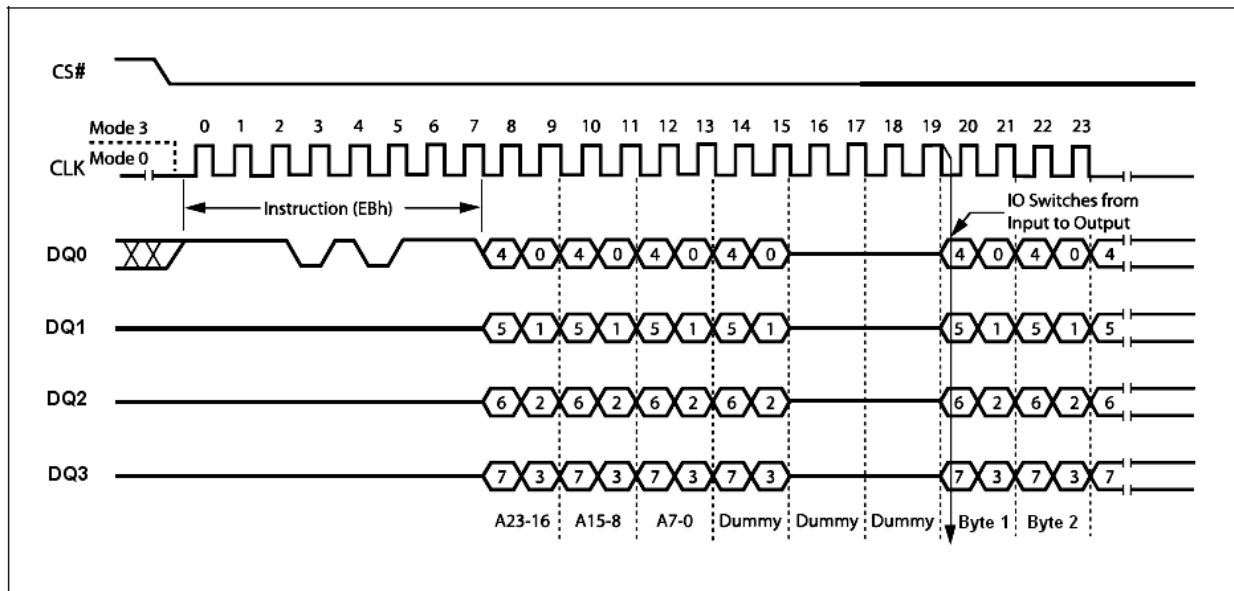 CS#
Mode 3
0 1 2 3 4 5 6 7 8 9 10 11 12 13 14 15 16 17 18 19 20 21 22 23
Mode 0
CLK
Instruction (EBh)
IO Switches from
Input to Output
DQ0 4 0 4 0 4 0 4 0 4 0 4 0 4
DQ1 5 1 5 1 5 1 5 1 5 1 5 1 5
DQ2 6 2 6 2 6 2 6 2 6 2 6 2 6
DQ3 7 3 7 3 7 3 7 3 7 3 7 3 7
A23-16 A15-8 A7-0 Dummy Dummy Dummy Byte 1 Byte 2